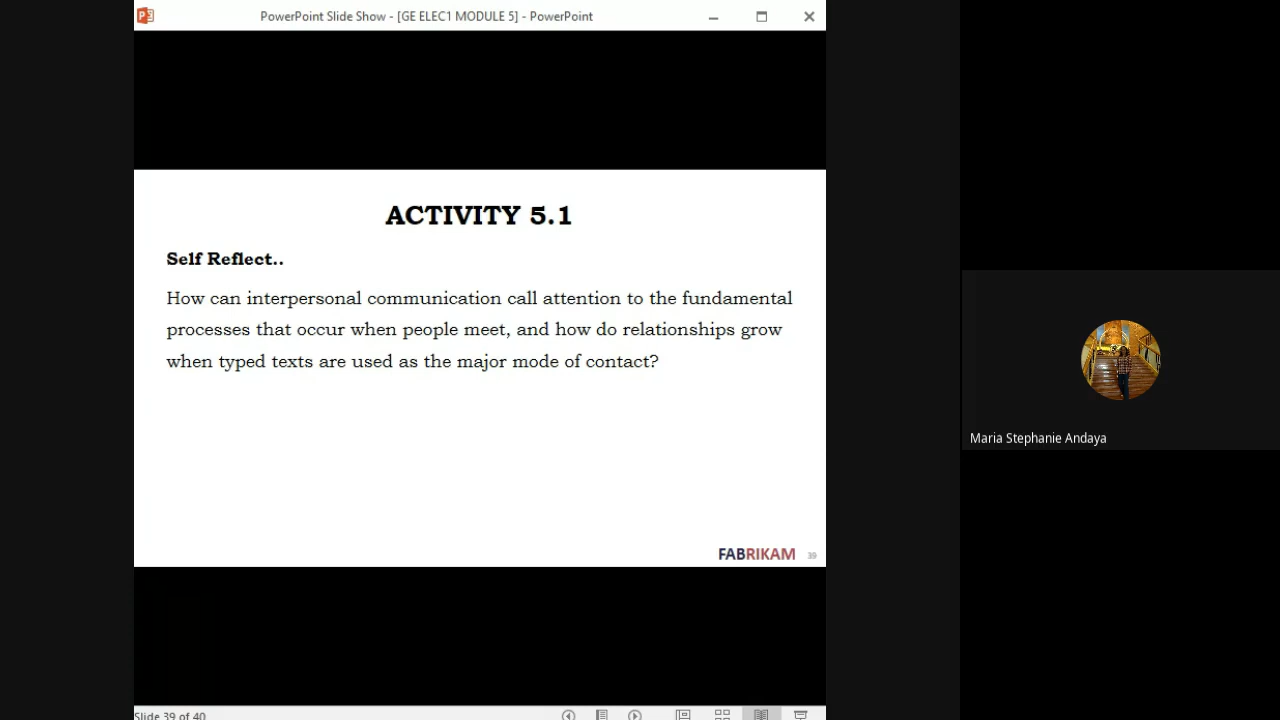 PowerPoint Slide Show - [GE ELEC1 MODULE 5] - PowerPoint
ACTIVITY 5.1
Self Reflect..
How can interpersonal communication call attention to the fundamental
processes that occur when people meet, and how do relationships grow
when typed texts are used as the major mode of contact?
FABRIKAM 39
Maria Stephanie Andaya
Slide 39 of 40